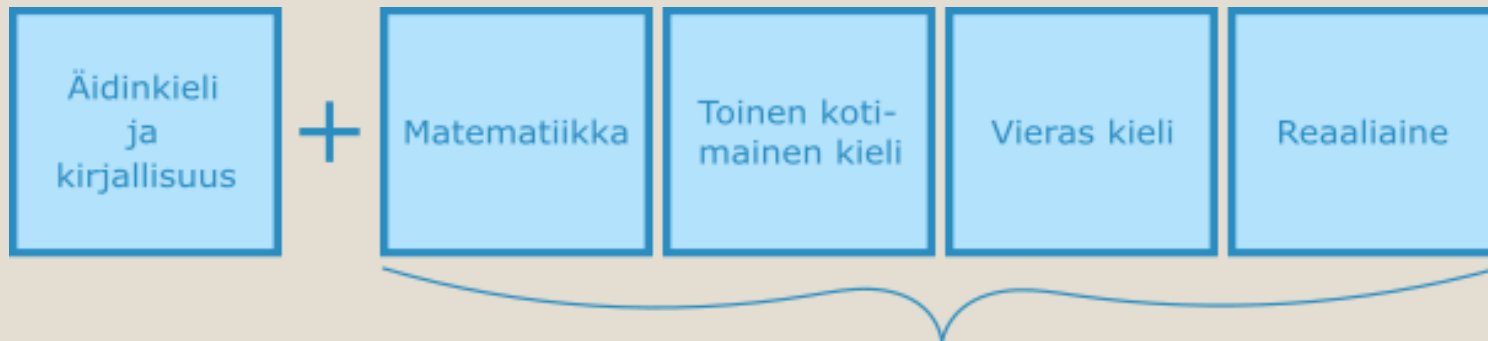 Äidinkieli
ja
kirjallisuus
+
Matematiikka
Toinen koti-
mainen kieli
Vieras kieli
Reaaliaine